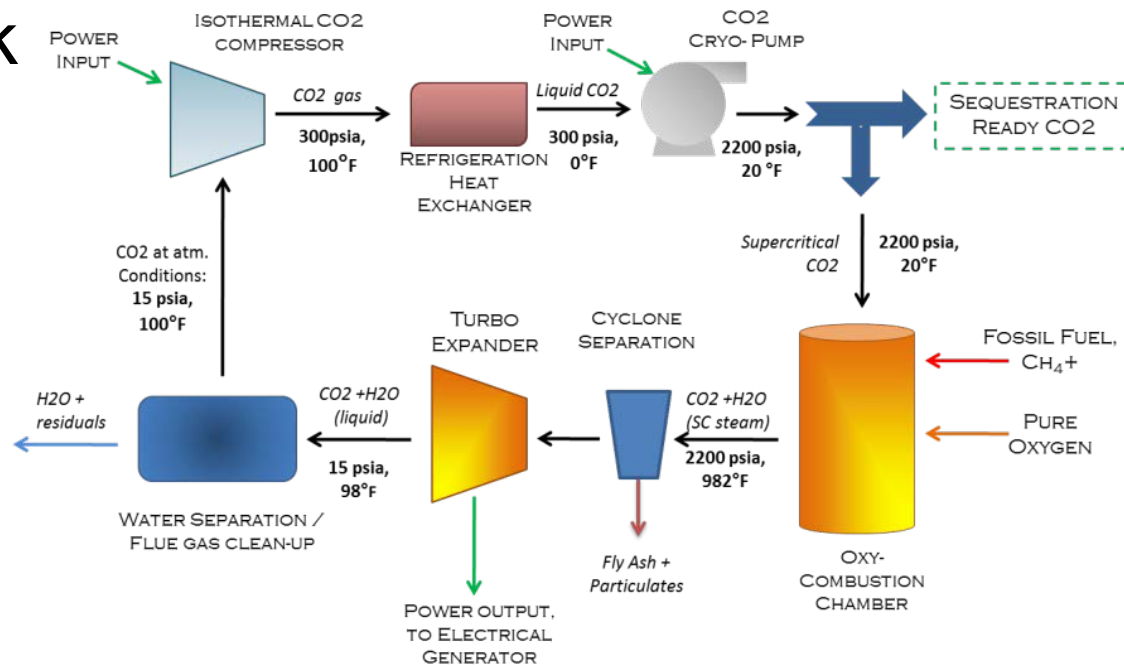 k
Power
Input
Isothermal CO2
compressor
CO2 gas
300psia,
100°F
Refrigeration
Heat
Exchanger
Liquid CO2
300 psia,
0°F
Power
Input
CO2
Cryo-Pump
2200 psia,
20 °F
Sequestration
Ready CO2
Supercritical
CO2
2200 psia,
20°F
Fossil Fuel,
CH4+
Pure
Oxygen
Oxy-
Combustion
Chamber
CO2 +H2O
(SC steam)
2200 psia,
982°F
Cyclone
Separation
Fly Ash +
Particulates
Turbo
Expander
Power output,
to Electrical
Generator
CO2 +H2O
(liquid)
15 psia,
98°F
Water Separation /
Flue gas clean-up
H2O +
residuals
CO2 at atm.
Conditions:
15 psia,
100°F